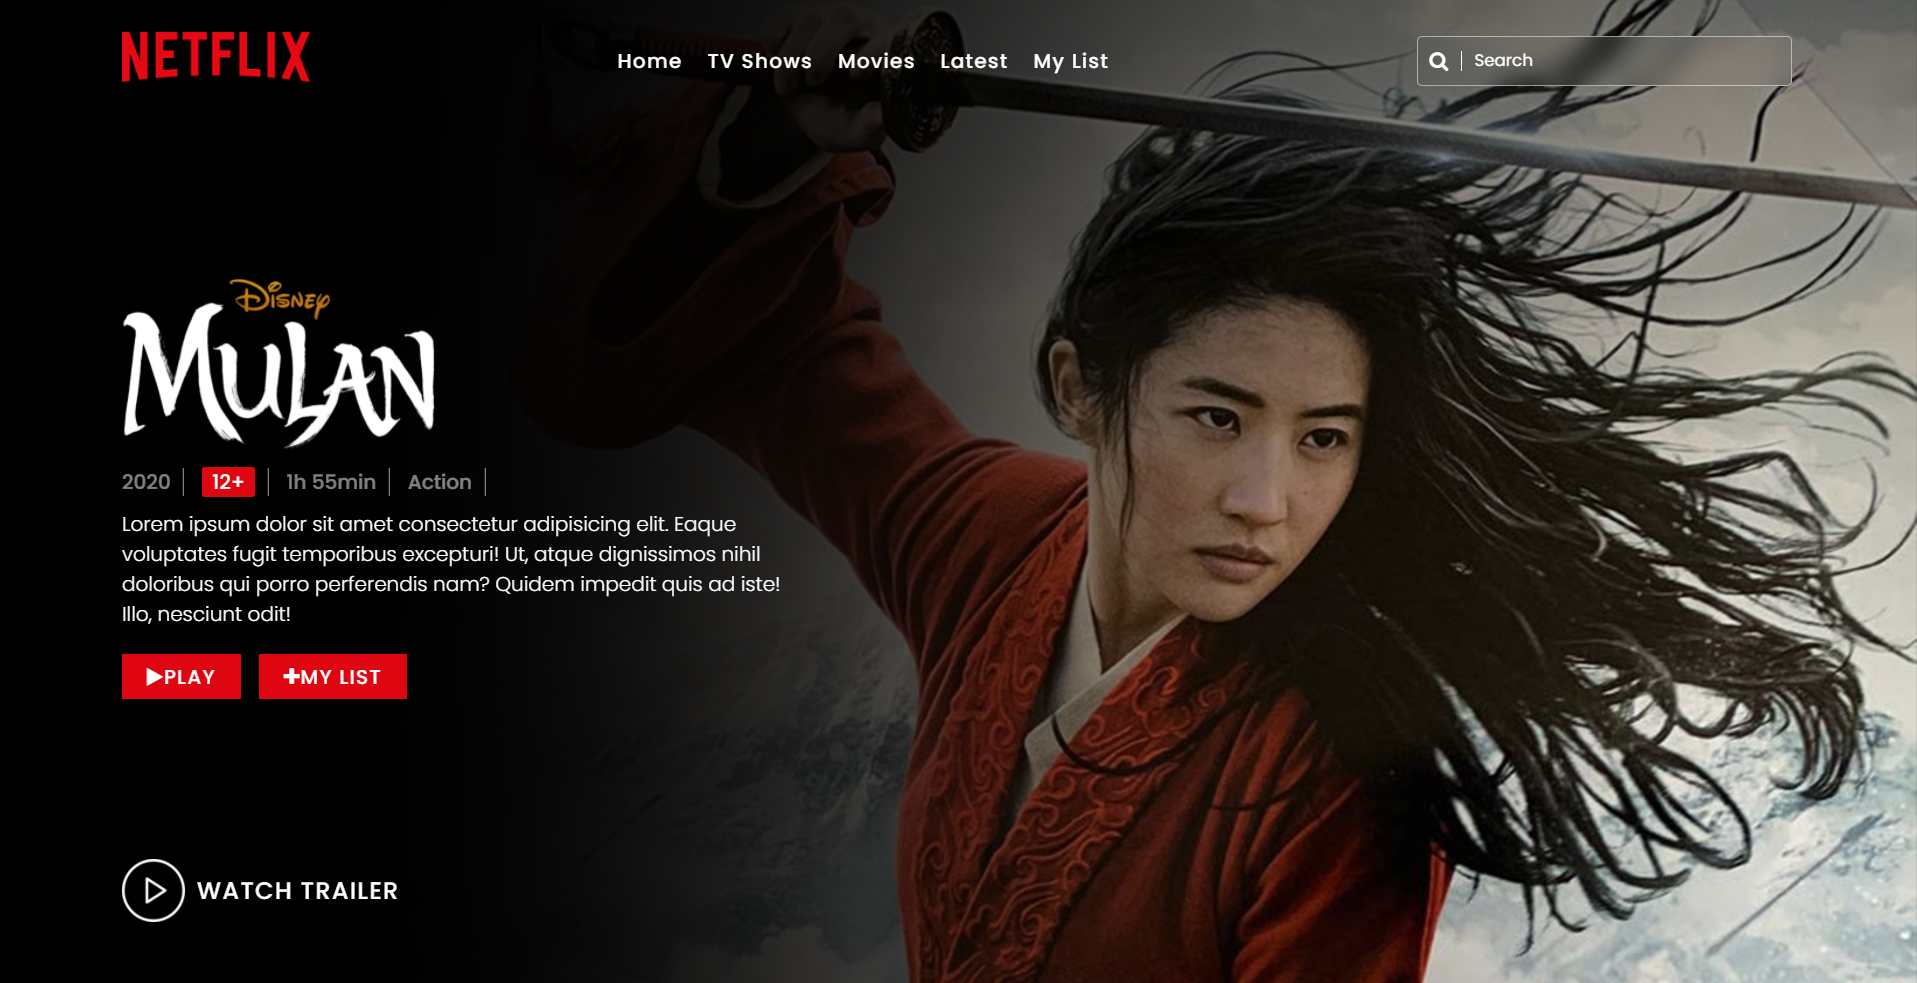 NETFLIX
Home TV Shows Movies Latest My List
Search
Disney
MULAN
2020 12+ 1h 55min Action
Lorem ipsum dolor sit amet consectetur adipisicing elit. Eaque
voluptates fugit temporibus excepturi! Ut, atque dignissimos nihil
doloribus qui porro perferendis nam? Quidem impedit quis ad iste!
Illo, nesciunt odit!
PLAY MY LIST
WATCH TRAILER